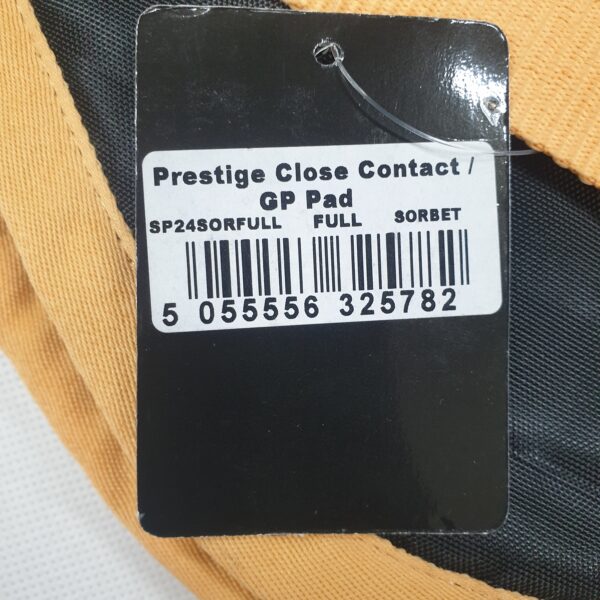 Prestige Close Contact /
GP Pad
SP24SORFULL FULL SORBET
5 055556 325782